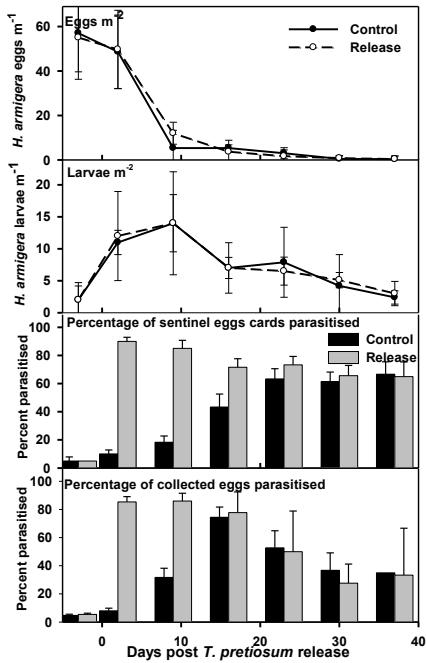 Eggs m-2
Control
Release
60
40
20
0
H. armigera eggs m-1
Larvae m-2
20
15
10
5
0
H. armigera larvae m-1
Percentage of sentinel eggs cards parasitised
Control
Release
100
80
60
40
20
0
Percent parasitised
Percentage of collected eggs parasitised
100
80
60
40
20
0
Percent parasitised
0 10 20 30 40
Days post T. pretiosum release